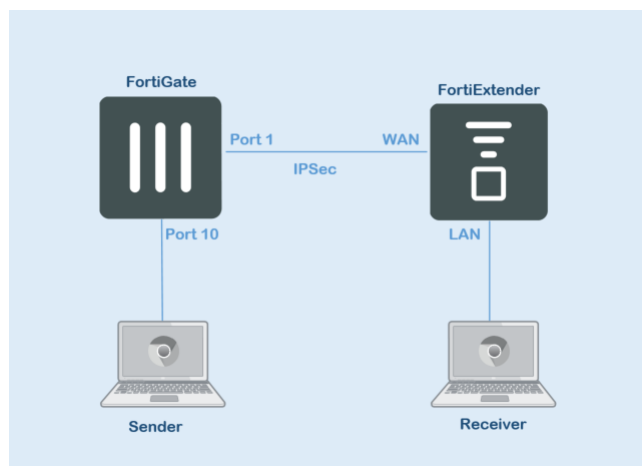 FortiGate
FortiExtender
Port 1
WAN
IPSec
Port 10
LAN
Sender
Receiver